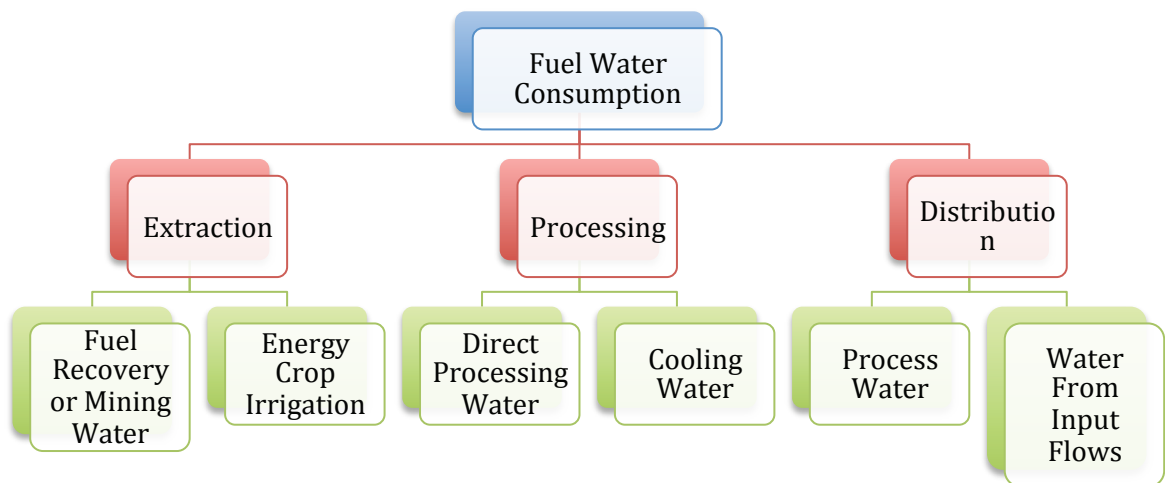 Fuel Water
Consumption
Extraction
Processing
Distributio
n
Fuel
Recovery
or Mining
Water
Energy
Crop
Irrigation
Direct
Processing
Water
Cooling
Water
Process
Water
Water
From
Input
Flows